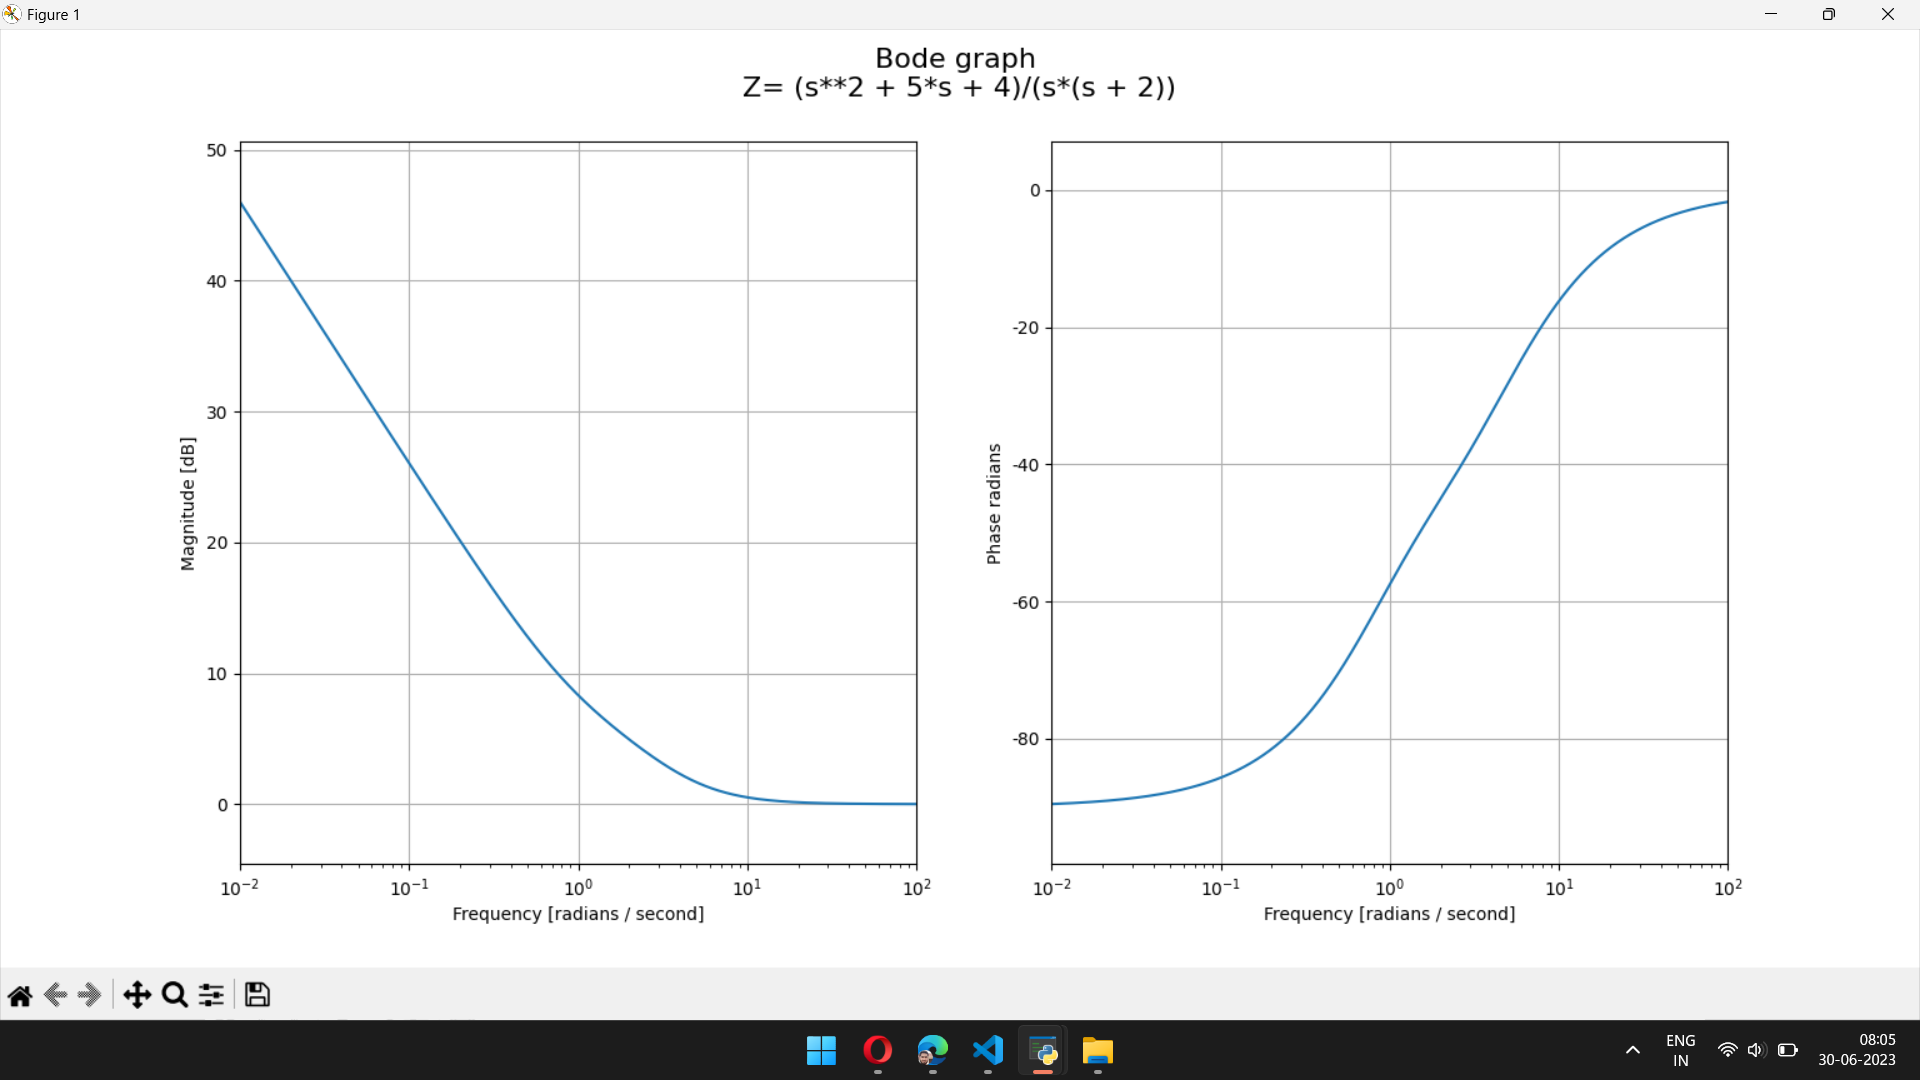 Figure 1
Bode graph
Z= (s**2 + 5*s + 4)/(s*(s + 2))
50
40
30
20
10
0
Magnitude [dB]
10⁻² 10⁻¹ 10⁰ 10¹ 10²
Frequency [radians / second]
0
-20
-40
-60
-80
Phase radians
10⁻² 10⁻¹ 10⁰ 10¹ 10²
Frequency [radians / second]
ENG
IN
08:05
30-06-2023